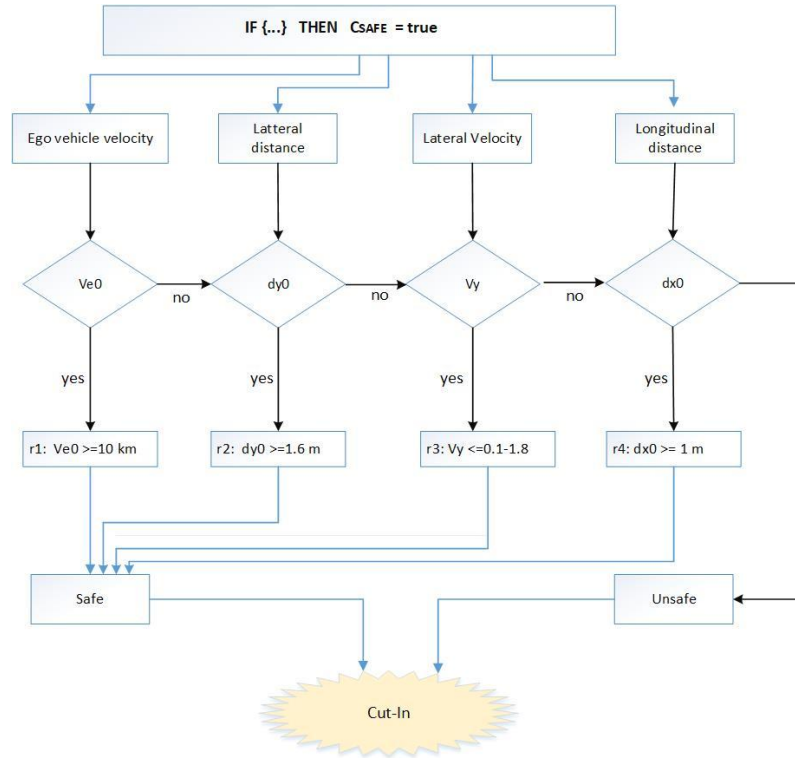 IF {...} THEN CSAFE = true
Ego vehicle velocity
Latteral
distance
Lateral Velocity
Longitudinal
distance
Ve0
no
dy0
no
Vy
no
dx0
yes
yes
yes
yes
r1: Ve0 >=10 km
r2: dy0 >=1.6 m
r3: Vy <=0.1-1.8
r4: dx0 >= 1 m
Safe
Unsafe
Cut-In